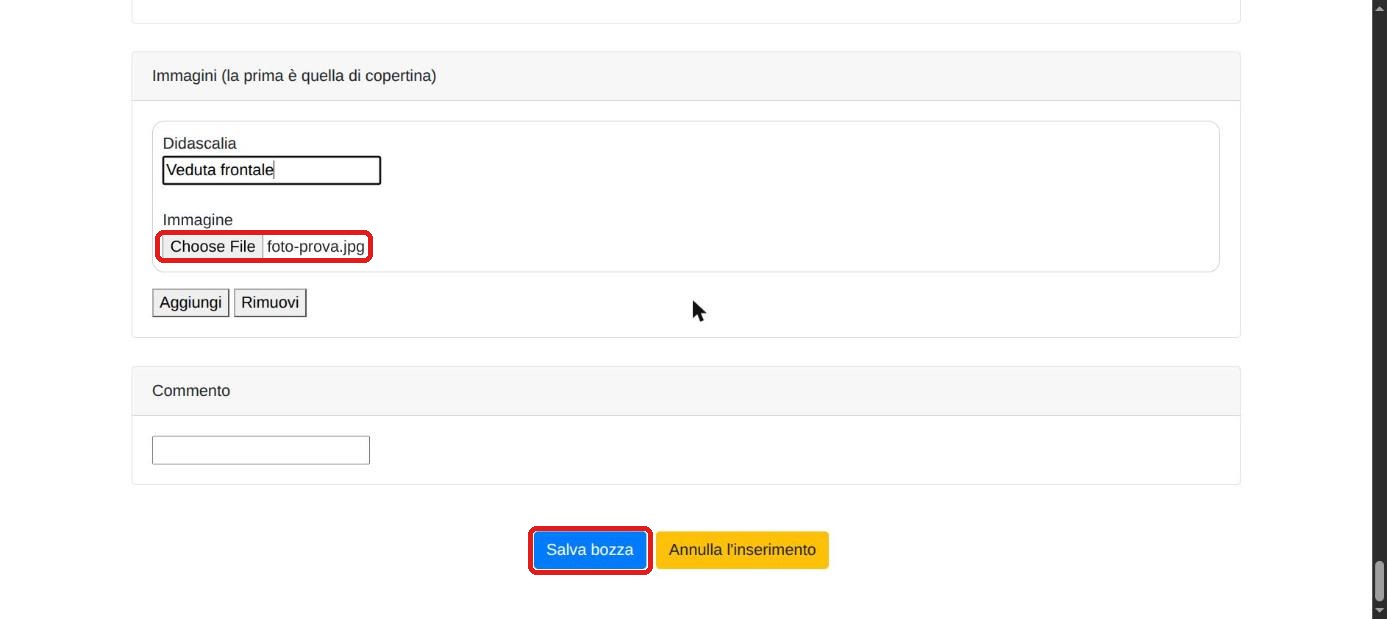 Immagini (la prima è quella di copertina)
Didascalia
Veduta frontale
Immagine
Choose File foto-prova.jpg
Aggiungi Rimuovi
Commento
Salva bozza Annulla l'inserimento